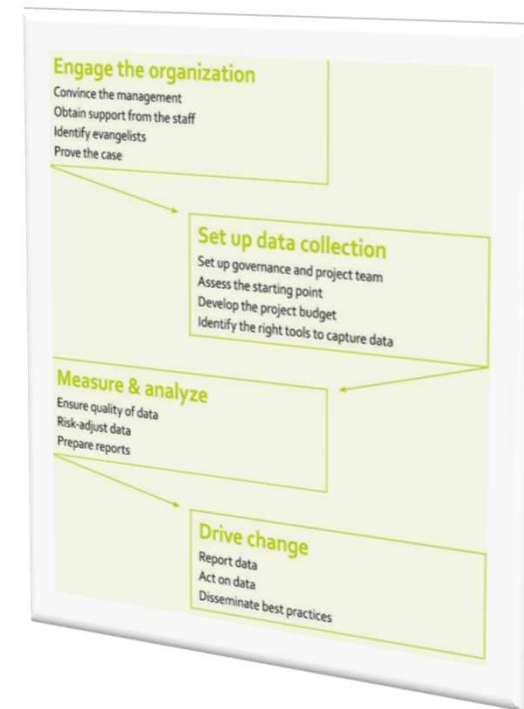 Engage the organization
Convince the management
Obtain support from the staff
Identify evangelists
Prove the case
Set up data collection
Set up governance and project team
Assess the starting point
Develop the project budget
Identify the right tools to capture data
Measure & analyze
Ensure quality of data
Risk-adjust data
Prepare reports
Drive change
Report data
Act on data
Disseminate best practices